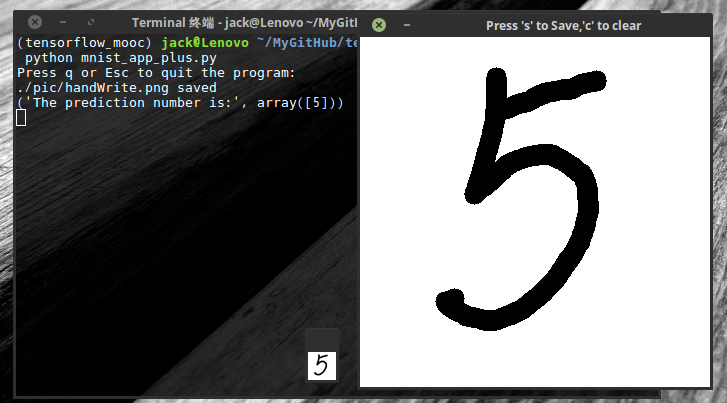 Terminal 终端 - jack@Lenovo ~/MyGitH
(tensorflow_mooc) jack@Lenovo ~/MyGitHub/te
python mnist_app_plus.py
Press q or Esc to quit the program:
./pic/handWrite.png saved
('The prediction number is:', array([5]))
5
Press 's' to Save,'c' to clear
5